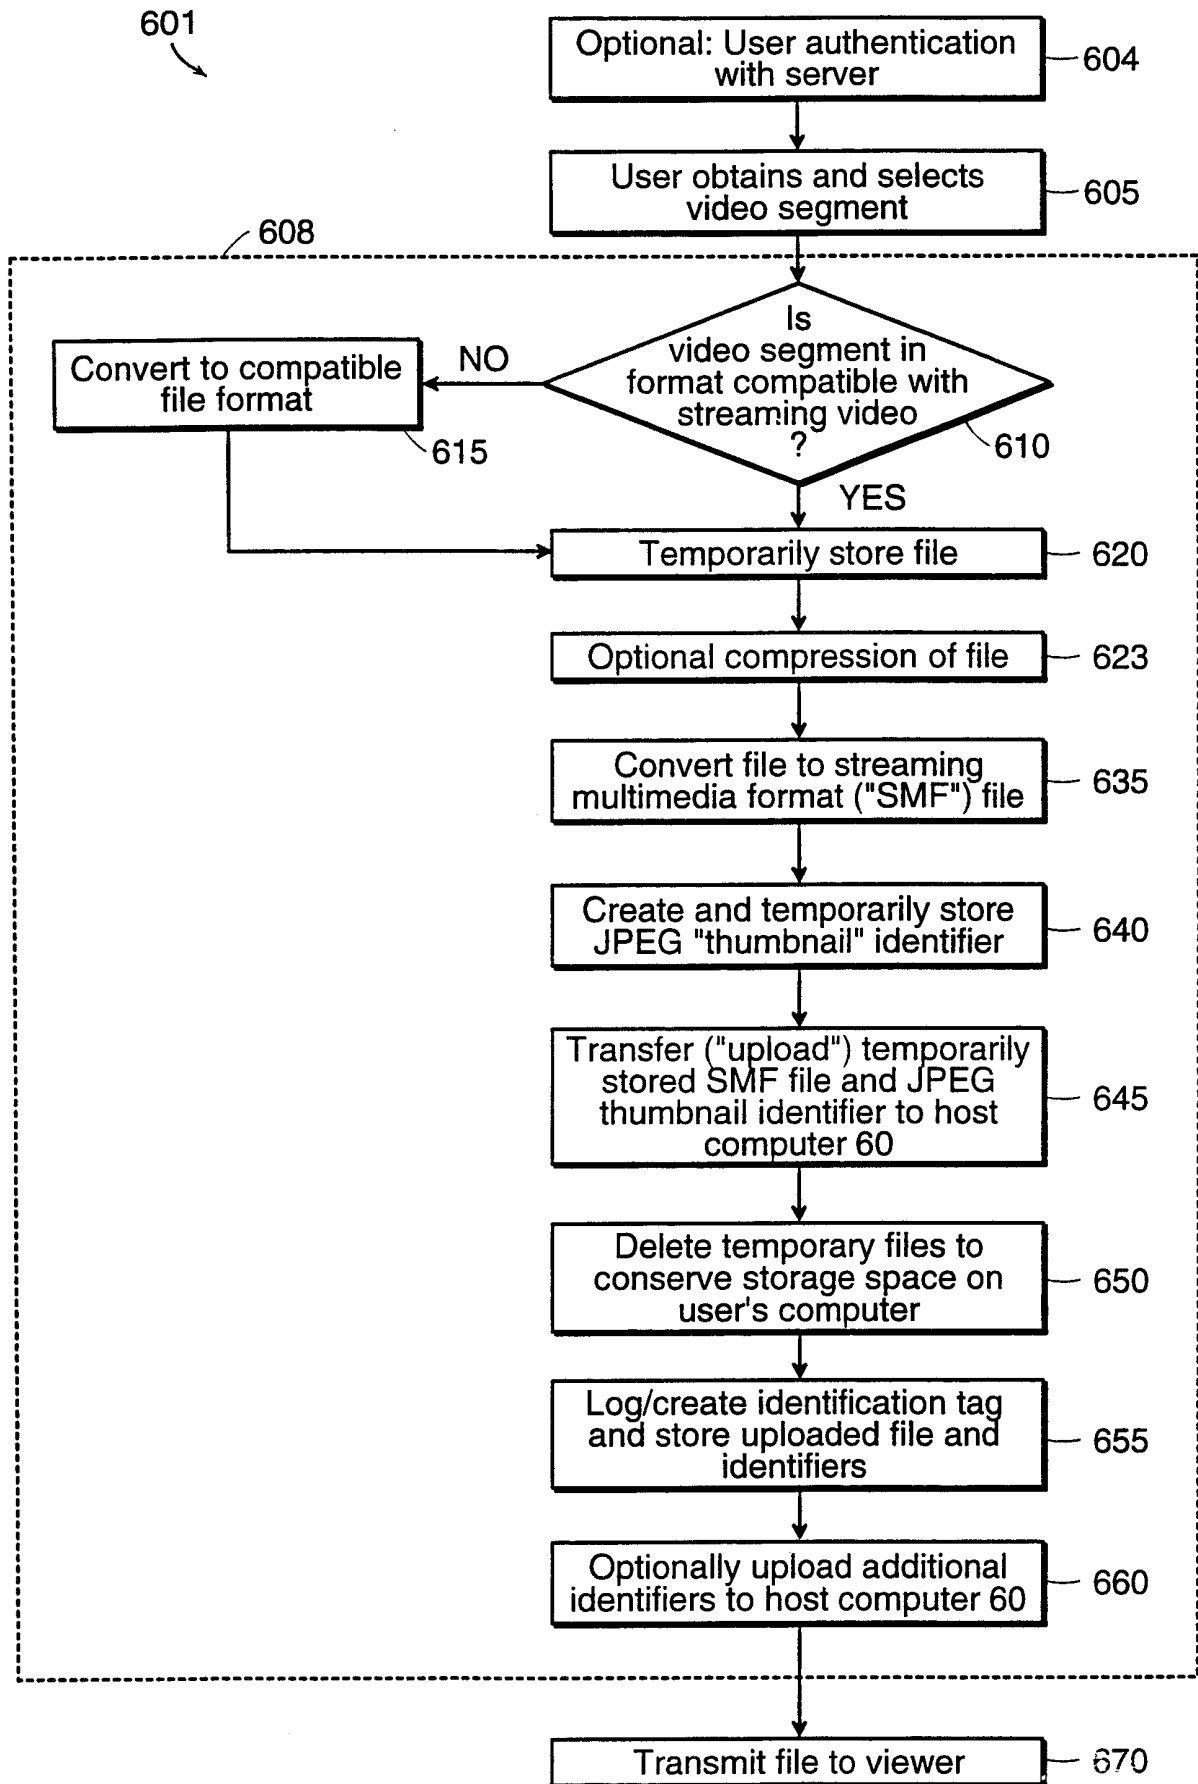 601
Optional: User authentication
with server
604
User obtains and selects
video segment
605
608
Is
video segment in
format compatible with
streaming video
?
610
NO
Convert to compatible
file format
615
YES
Temporarily store file
620
Optional compression of file
623
Convert file to streaming
multimedia format ("SMF") file
635
Create and temporarily store
JPEG "thumbnail" identifier
640
Transfer ("upload") temporarily
stored SMF file and JPEG
thumbnail identifier to host
computer 60
645
Delete temporary files to
conserve storage space on
user's computer
650
Log/create identification tag
and store uploaded file and
identifiers
655
Optionally upload additional
identifiers to host computer 60
660
Transmit file to viewer
670